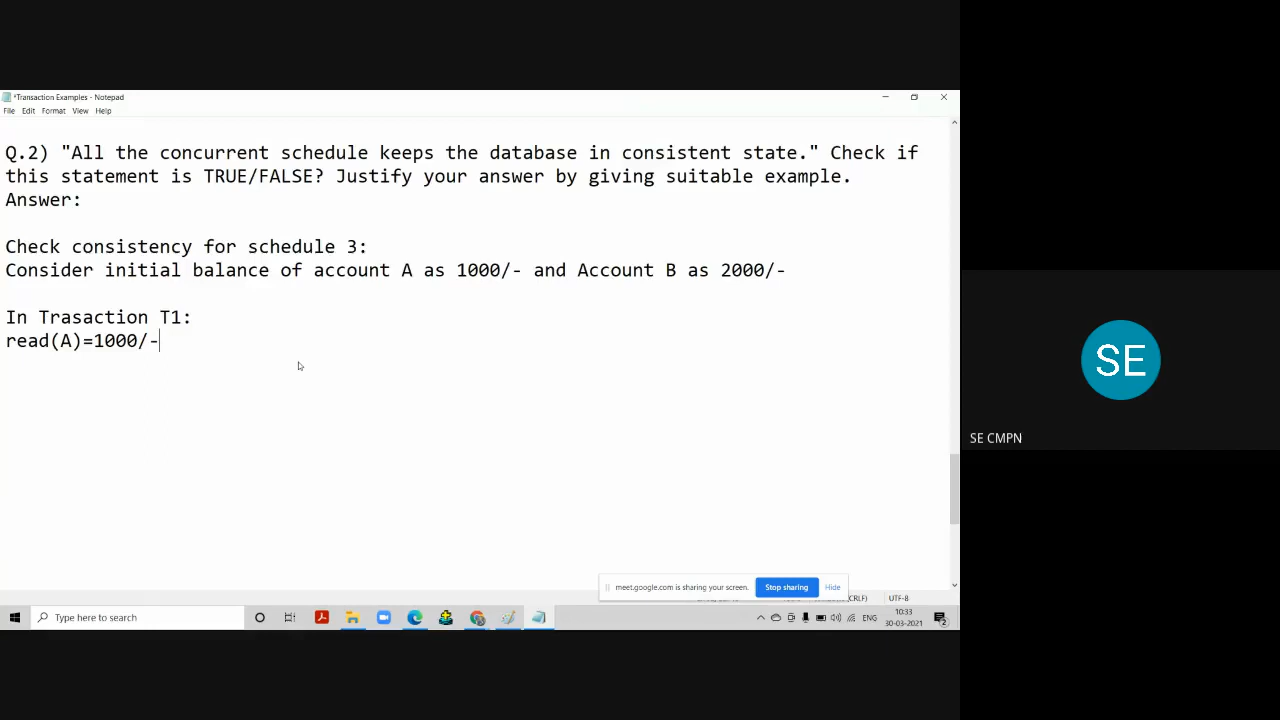 *Transaction Examples - Notepad
File Edit Format View Help
Q.2) "All the concurrent schedule keeps the database in consistent state." Check if
this statement is TRUE/FALSE? Justify your answer by giving suitable example.
Answer:
Check consistency for schedule 3:
Consider initial balance of account A as 1000/- and Account B as 2000/-
In Trasaction T1:
read(A)=1000/-
SE
SE CMPN
meet.google.com is sharing your screen. Stop sharing Hide
(CRLF) UTF-8
Type here to search
ENG
10:33
30-03-2021
2